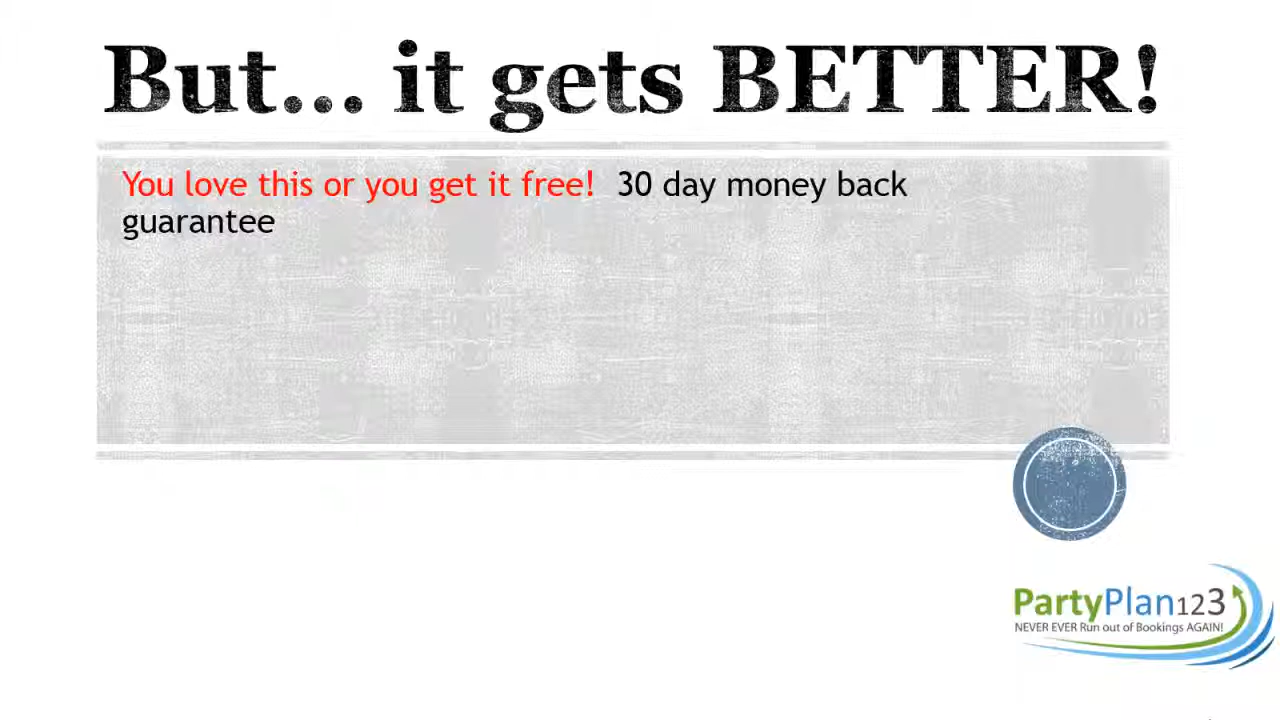 But... it gets BETTER!
You love this or you get it free!  30 day money back
guarantee
PartyPlan123
NEVER EVER Run out of Bookings AGAIN!